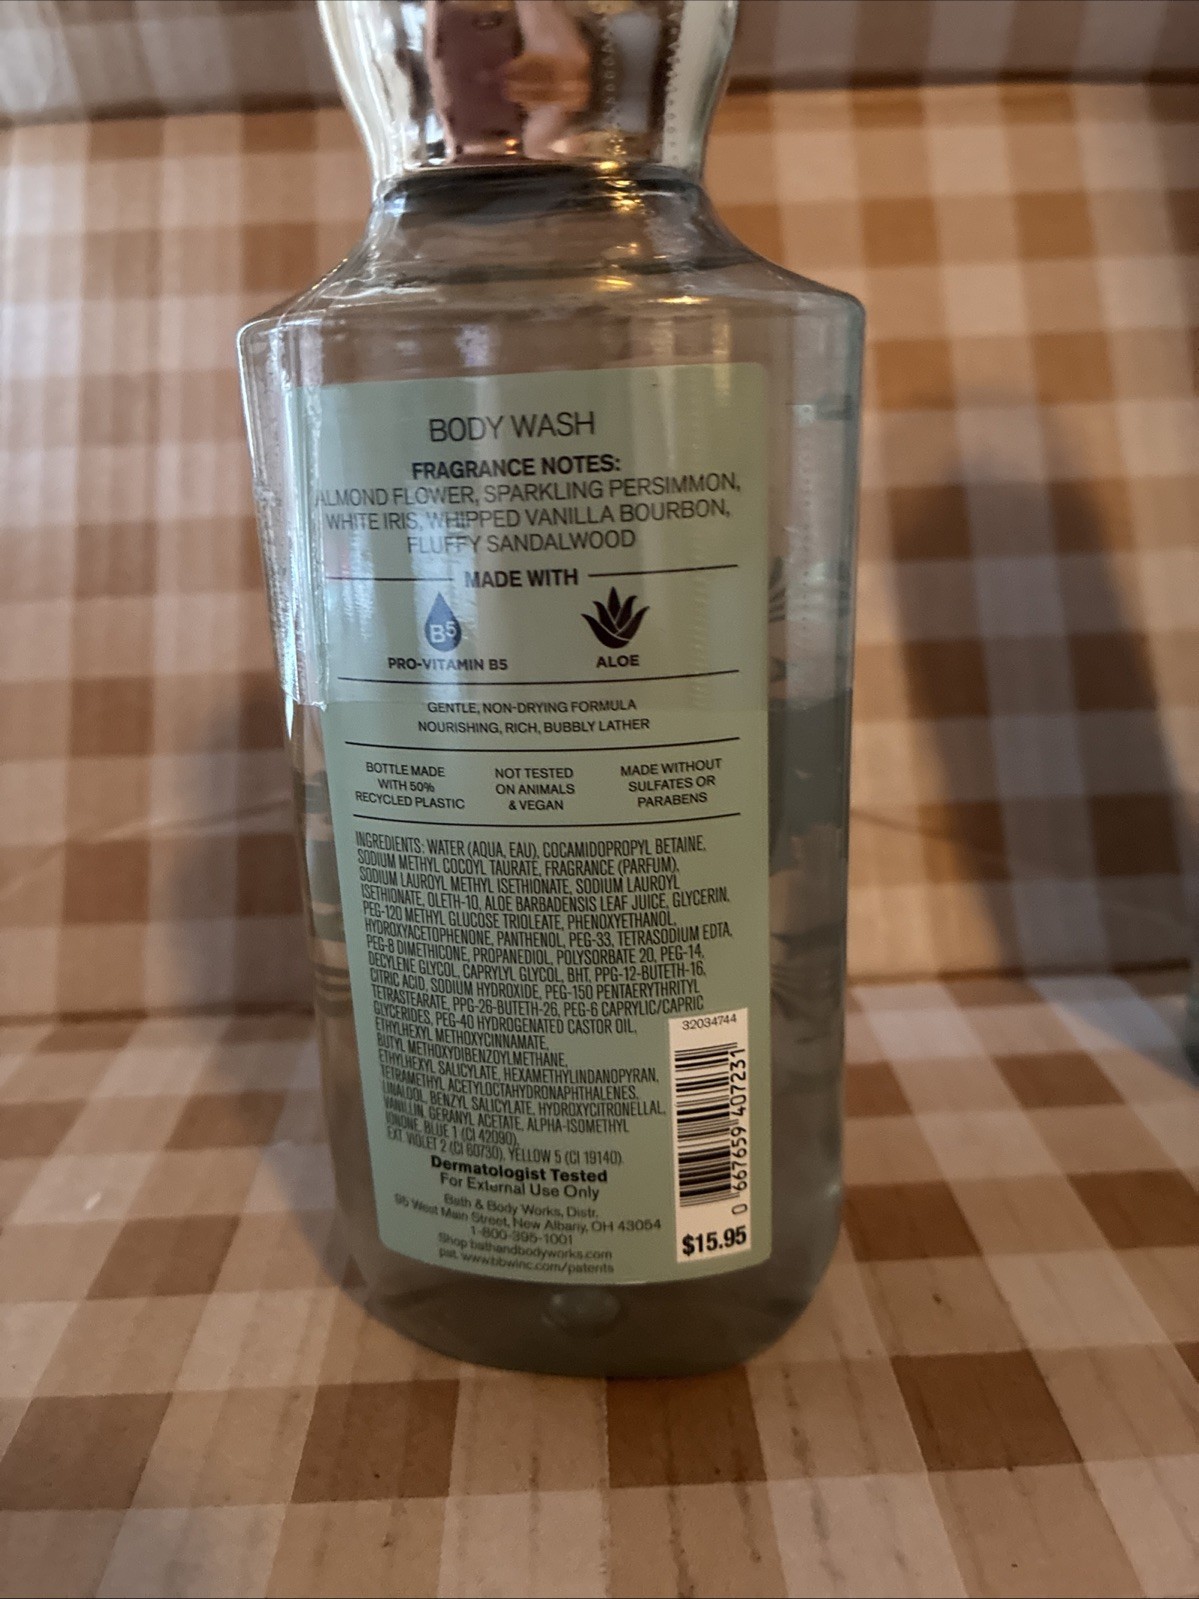 BODY WASH
FRAGRANCE NOTES:
ALMOND FLOWER, SPARKLING PERSIMMON,
WHITE IRIS, WHIPPED VANILLA BOURBON,
FLUFFY SANDALWOOD
MADE WITH
B5
PRO-VITAMIN B5
ALOE
GENTLE, NON-DRYING FORMULA
NOURISHING, RICH, BUBBLY LATHER
BOTTLE MADE
WITH 50%
RECYCLED PLASTIC
NOT TESTED
ON ANIMALS
& VEGAN
MADE WITHOUT
SULFATES OR
PARABENS
INGREDIENTS: WATER (AQUA, EAU), COCAMIDOPROPYL BETAINE,
SODIUM METHYL COCOYL TAURATE, FRAGRANCE (PARFUM),
SODIUM LAUROYL METHYL ISETHIONATE, SODIUM LAUROYL
ISETHIONATE, OLETH-10, ALOE BARBADENSIS LEAF JUICE, GLYCERIN,
PEG-120 METHYL GLUCOSE TRIOLEATE, PHENOXYETHANOL,
HYDROXYACETOPHENONE, PANTHENOL, PEG-33, TETRASODIUM EDTA,
PEG-8 DIMETHICONE, PROPANEDIOL, POLYSORBATE 20, PEG-14,
DECYLENE GLYCOL, CAPRYLYL GLYCOL, BHT, PPG-12-BUTETH-16,
CITRIC ACID, SODIUM HYDROXIDE, PEG-150 PENTAERYTHRITYL
TETRASTEARATE, PPG-26-BUTETH-26, PEG-6 CAPRYLIC/CAPRIC
GLYCERIDES, PEG-40 HYDROGENATED CASTOR OIL,
ETHYLHEXYL METHOXYCINNAMATE,
BUTYL METHOXYDIBENZOYLMETHANE,
ETHYLHEXYL SALICYLATE, HEXAMETHYLINDANOPYRAN,
TETRAMETHYL ACETYLOCTAHYDRONAPHTHALENES,
LINALOOL, BENZYL SALICYLATE, HYDROXYCITRONELLAL,
VANILLIN, GERANYL ACETATE, ALPHA-ISOMETHYL
IONONE, BLUE 1 (CI 42090),
EXT. VIOLET 2 (CI 60730), YELLOW 5 (CI 19140).
Dermatologist Tested
For External Use Only
Bath & Body Works, Distr.
95 West Main Street, New Albany, OH 43054
1-800-395-1001
Shop bathandbodyworks.com
pat. www.bbwinc.com/patents
32034744
0 667659 407231
$15.95